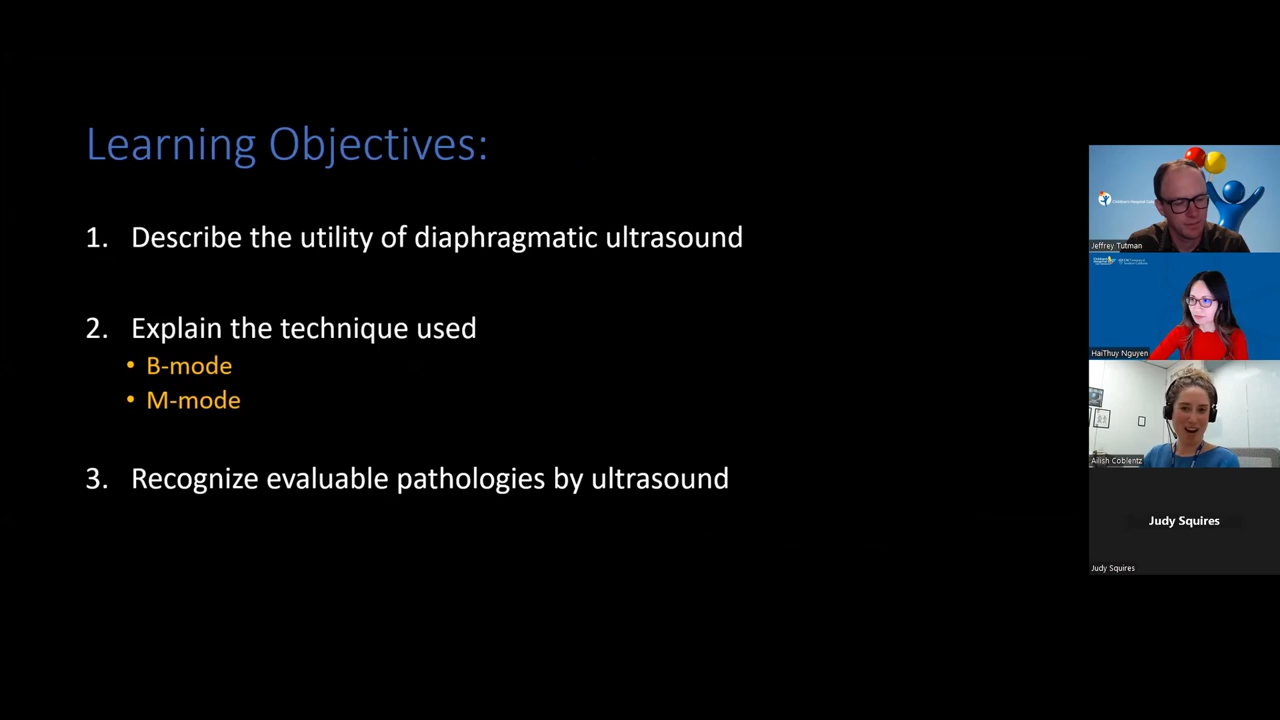 Learning Objectives:
1. Describe the utility of diaphragmatic ultrasound
2. Explain the technique used
• B-mode
• M-mode
3. Recognize evaluable pathologies by ultrasound
Jeffrey Tutman
HaiThuy Nguyen
Ailish Coblentz
Judy Squires
Judy Squires